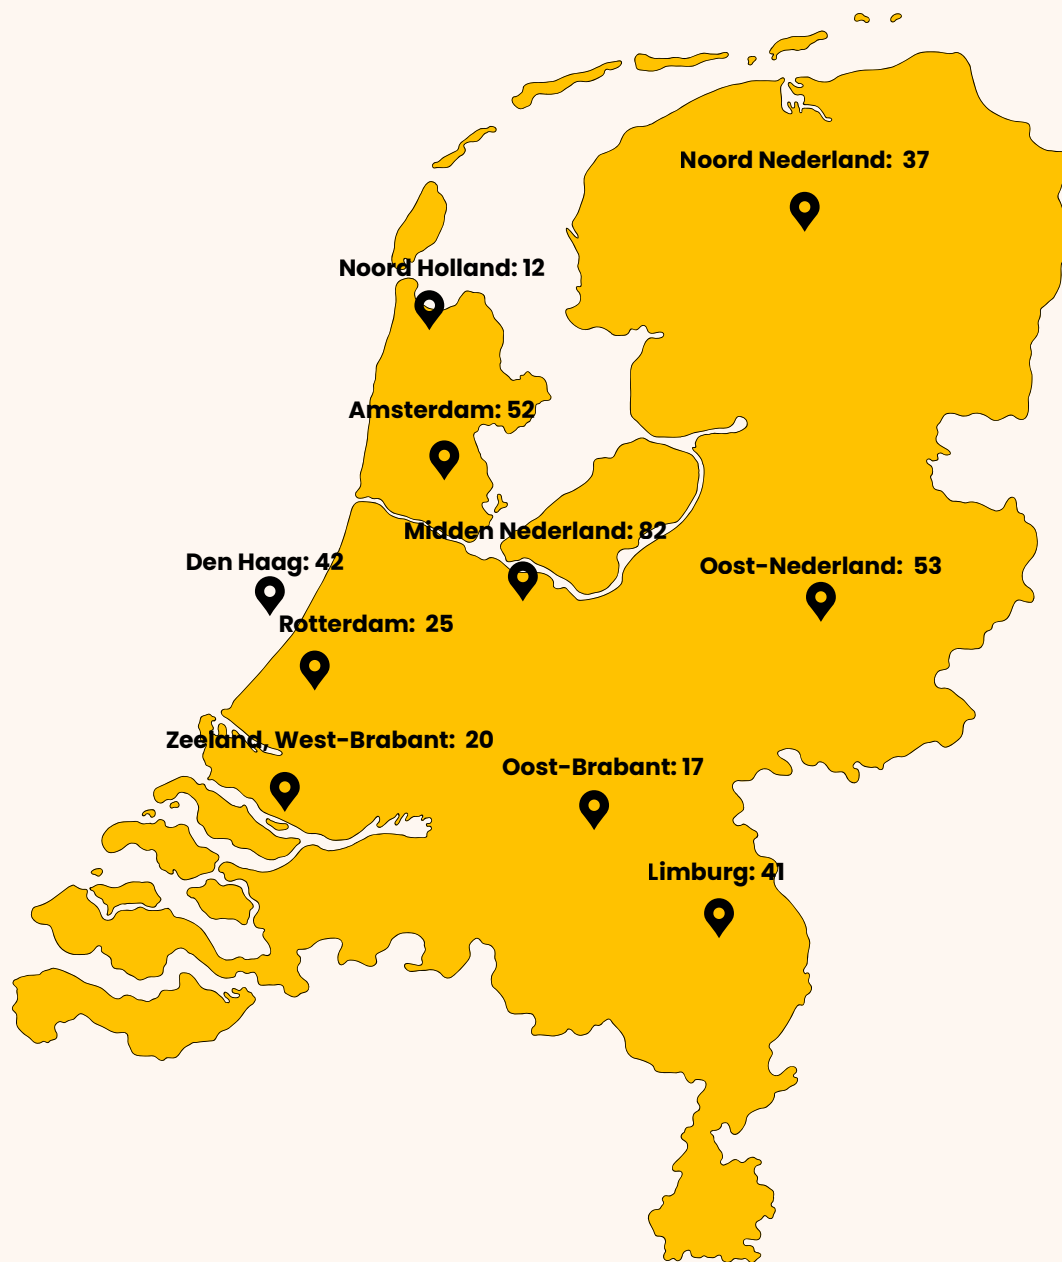 Noord Nederland: 37
Noord Holland: 12
Amsterdam: 52
Midden Nederland: 82
Den Haag: 42
Oost-Nederland: 53
Rotterdam: 25
Zeeland, West-Brabant: 20
Oost-Brabant: 17
Limburg: 41